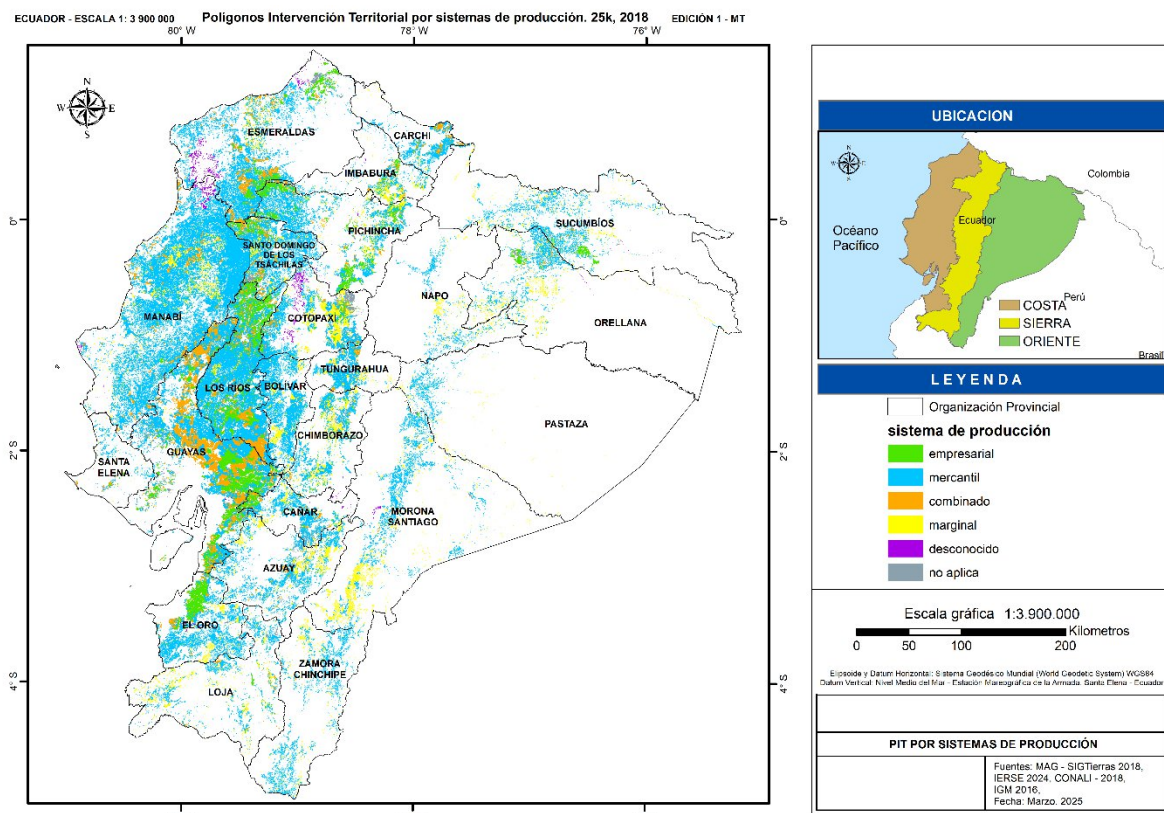 ECUADOR - ESCALA 1: 3 900 000 Polígonos Intervención Territorial por sistemas de producción. 25k, 2018 EDICIÓN 1 - MT
80° W 78° W 76° W
N
W E
S
ESMERALDAS
CARCHI
IMBABURA
0° 0°
SUCUMBÍOS
PICHINCHA
SANTO DOMINGO
DE LOS
TSÁCHILAS
NAPO
MANABÍ
COTOPAXI
ORELLANA
TUNGURAHUA
LOS RÍOS
BOLÍVAR
PASTAZA
CHIMBORAZO
2° S 2° S
GUAYAS
SANTA
ELENA
CAÑAR
MORONA
SANTIAGO
AZUAY
EL ORO
ZAMORA
CHINCHIPE
4° S 4° S
LOJA
UBICACION
Colombia
Océano
Pacífico
Ecuador
Perú
COSTA
SIERRA
ORIENTE
Brasil
LEYENDA
Organización Provincial
sistema de producción
empresarial
mercantil
combinado
marginal
desconocido
no aplica
Escala gráfica 1:3.900.000
Kilometros
0 50 100 200
Elipsoide y Datum Horizontal: Sistema Geodésico Mundial (World Geodetic System) WGS84
Datum Vertical: Nivel Medio del Mar - Estación Mareográfica de la Armada. Santa Elena - Ecuador
PIT POR SISTEMAS DE PRODUCCIÓN
Fuentes: MAG - SIGTierras 2018,
IERSE 2024, CONALI - 2018,
IGM 2016,
Fecha: Marzo. 2025